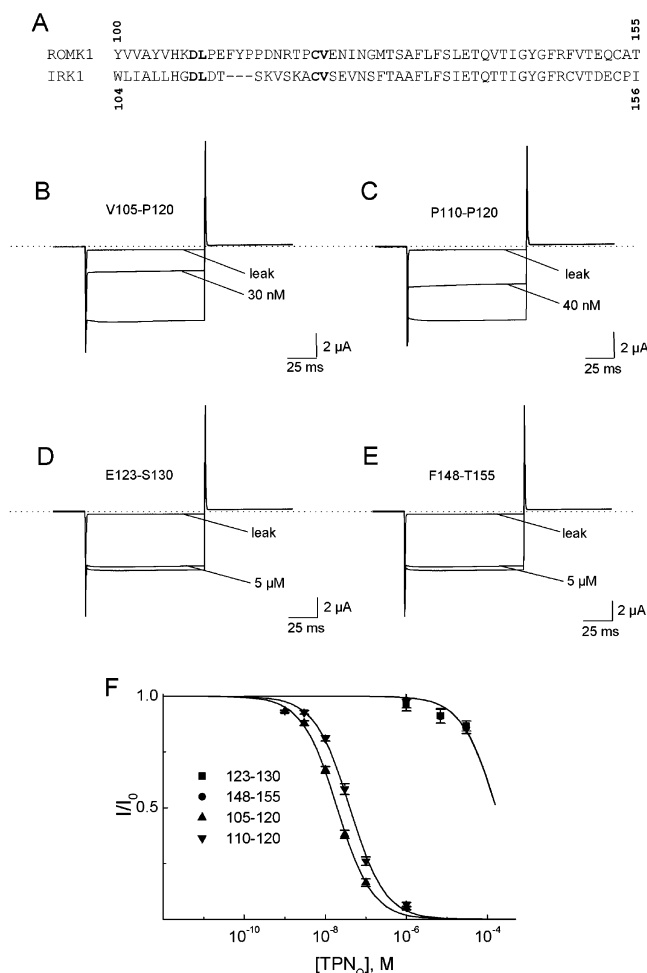 A
100
155
ROMK1 YVVAYVHKDLPEFYPPDNRTPCVENINGMTSAFLFSLETQVTIGYGFRFVTEQCAT
IRK1 WLIALLHGDLDT---SKVSKACVSEVNSFTAAFLFSIETQTTIGYGFRCVTDECPI
104
156
B
V105-P120
leak
30 nM
2 µA
25 ms
C
P110-P120
leak
40 nM
2 µA
25 ms
D
E123-S130
leak
5 µM
2 µA
25 ms
E
F148-T155
leak
5 µM
2 µA
25 ms
F
1.0
0.5
I/I0
123-130
148-155
105-120
110-120
10-10 10-8 10-6 10-4
[TPNQ], M